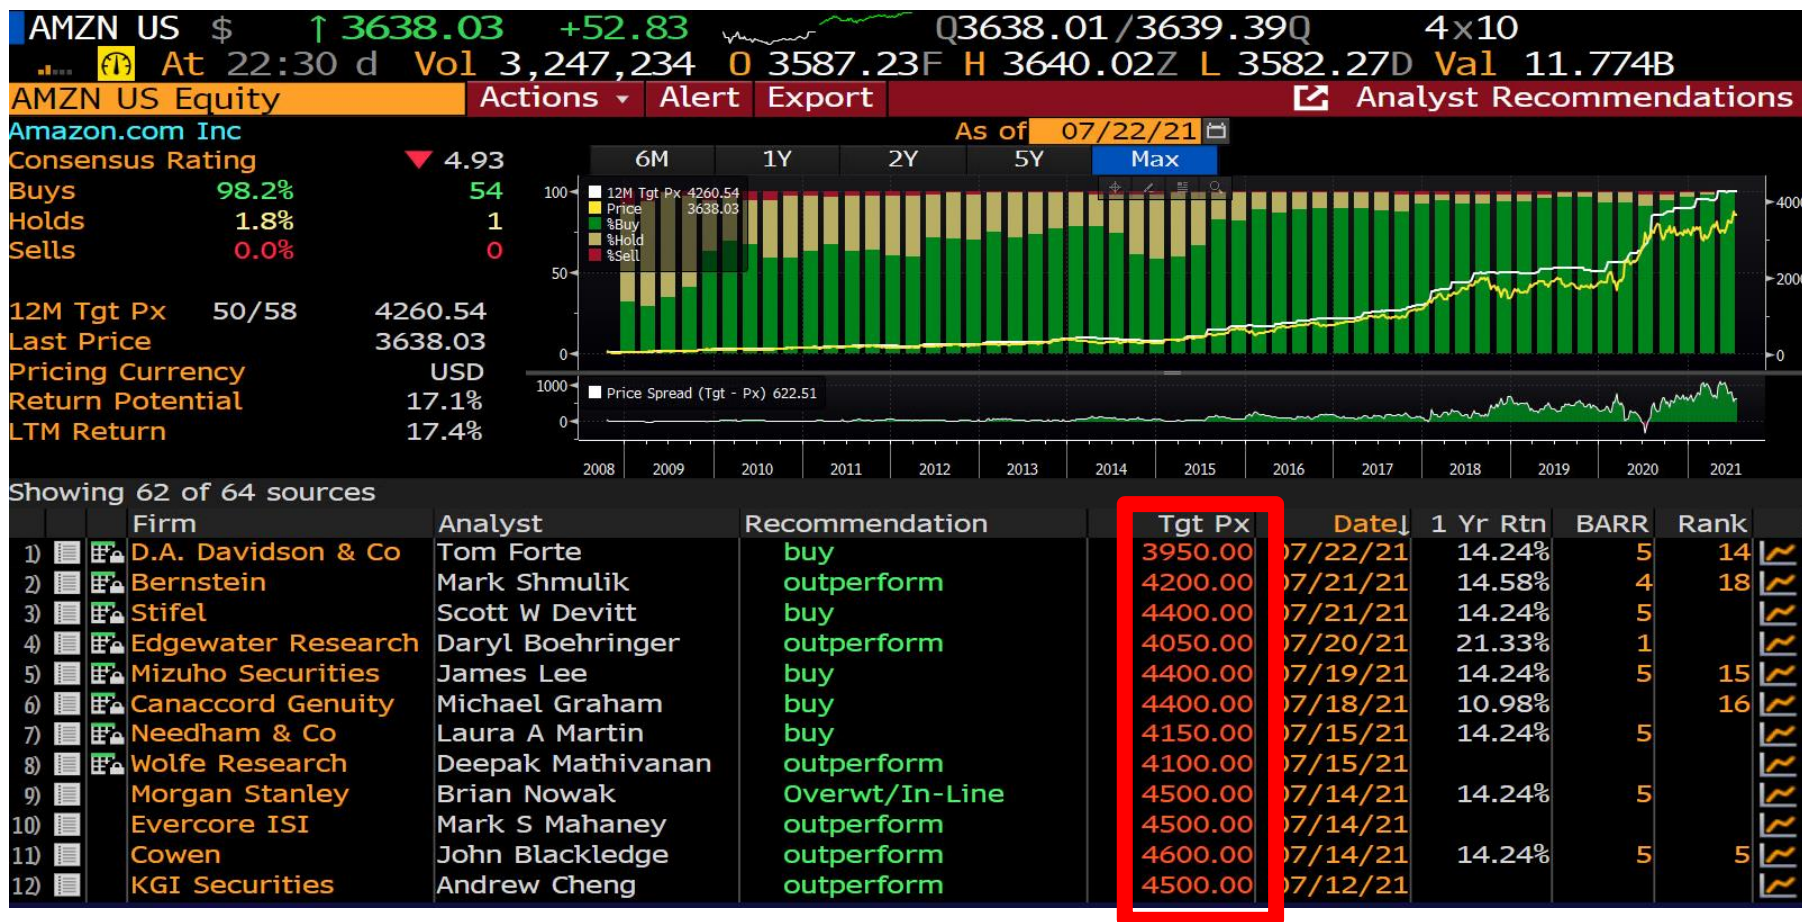 AMZN US $ ↑ 3638.03 +52.83 Q3638.01/3639.39Q 4x10
At 22:30 d Vol 3,247,234 O 3587.23F H 3640.02Z L 3582.27D Val 11.774B
AMZN US Equity Actions Alert Export Analyst Recommendations
Amazon.com Inc As of 07/22/21
Consensus Rating 4.93
Buys 98.2% 54
Holds 1.8% 1
Sells 0.0% 0
12M Tgt Px 50/58 4260.54
Last Price 3638.03
Pricing Currency USD
Return Potential 17.1%
LTM Return 17.4%
6M 1Y 2Y 5Y Max
12M Tgt Px 4260.54
Price 3638.03
%Buy
%Hold
%Sell
100
50
0
4000
2000
0
Price Spread (Tgt - Px) 622.51
1000
0
2008 2009 2010 2011 2012 2013 2014 2015 2016 2017 2018 2019 2020 2021
Showing 62 of 64 sources
Firm Analyst Recommendation Tgt Px Date↓ 1 Yr Rtn BARR Rank
1) D.A. Davidson & Co Tom Forte buy 3950.00 07/22/21 14.24% 5 14
2) Bernstein Mark Shmulik outperform 4200.00 07/21/21 14.58% 4 18
3) Stifel Scott W Devitt buy 4400.00 07/21/21 14.24% 5
4) Edgewater Research Daryl Boehringer outperform 4050.00 07/20/21 21.33% 1
5) Mizuho Securities James Lee buy 4400.00 07/19/21 14.24% 5 15
6) Canaccord Genuity Michael Graham buy 4400.00 07/18/21 10.98% 16
7) Needham & Co Laura A Martin buy 4150.00 07/15/21 14.24% 5
8) Wolfe Research Deepak Mathivanan outperform 4100.00 07/15/21
9) Morgan Stanley Brian Nowak Overwt/In-Line 4500.00 07/14/21 14.24% 5
10) Evercore ISI Mark S Mahaney outperform 4500.00 07/14/21
11) Cowen John Blackledge outperform 4600.00 07/14/21 14.24% 5 5
12) KGI Securities Andrew Cheng outperform 4500.00 07/12/21